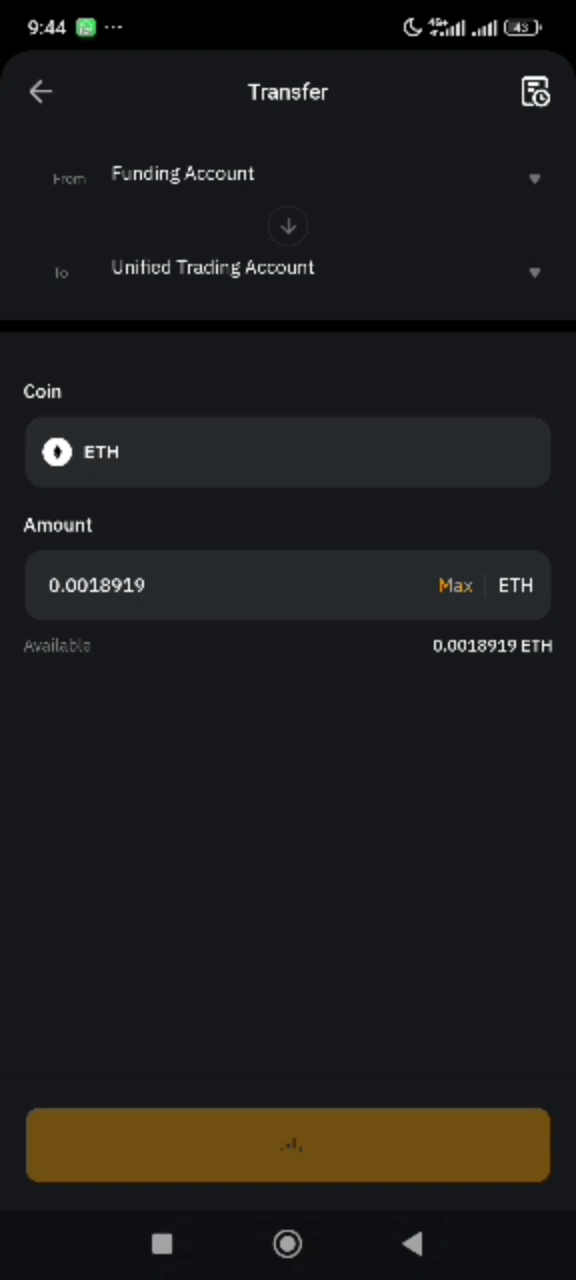 9:44
43
Transfer
From Funding Account
To Unified Trading Account
Coin
ETH
Amount
0.0018919 Max ETH
Available 0.0018919 ETH